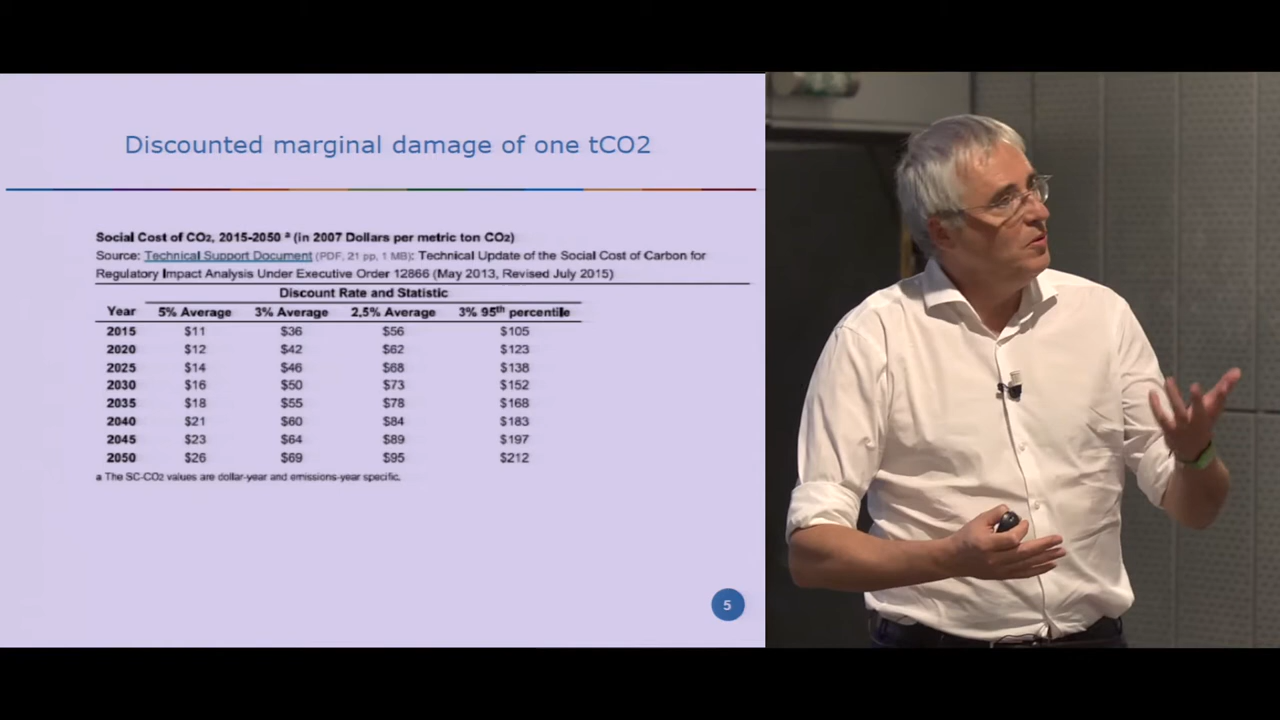 Discounted marginal damage of one tCO2
Social Cost of CO₂, 2015-2050 ᵃ (in 2007 Dollars per metric ton CO₂)
Source: Technical Support Document (PDF, 21 pp, 1 MB): Technical Update of the Social Cost of Carbon for
Regulatory Impact Analysis Under Executive Order 12866 (May 2013, Revised July 2015)
Discount Rate and Statistic
Year 5% Average 3% Average 2,5% Average 3% 95th percentile
2015 $11 $36 $56 $105
2020 $12 $42 $62 $123
2025 $14 $46 $68 $138
2030 $16 $50 $73 $152
2035 $18 $55 $78 $168
2040 $21 $60 $84 $183
2045 $23 $64 $89 $197
2050 $26 $69 $95 $212
a The SC-CO₂ values are dollar-year and emissions-year specific.
5